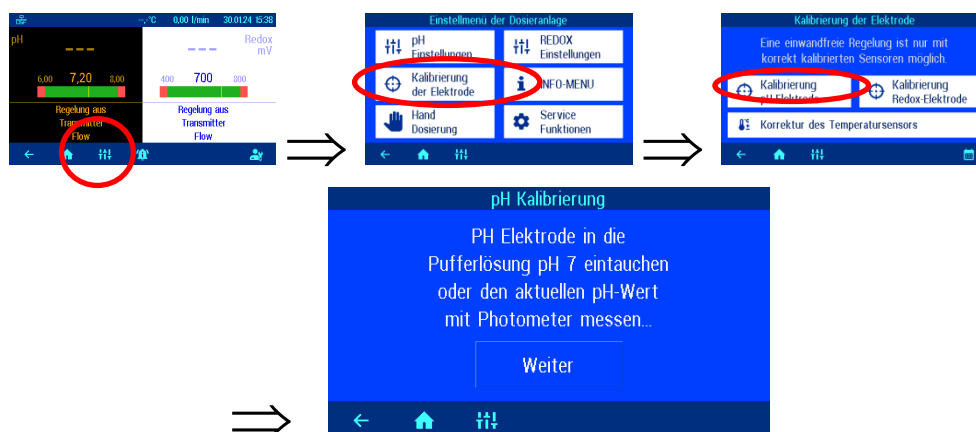 --,-°C 0,00 l/min 30.01.24 15:38
pH
---
6,00 7,20 8,00
Regelung aus
Transmitter
Flow
Redox
mV
---
400 700 800
Regelung aus
Transmitter
Flow
Einstellmenü der Dosieranlage
pH
Einstellungen
REDOX
Einstellungen
Kalibrierung
der Elektrode
INFO-MENU
Hand
Dosierung
Service
Funktionen
Kalibrierung der Elektrode
Eine einwandfreie Regelung ist nur mit
korrekt kalibrierten Sensoren möglich.
Kalibrierung
pH-Elektrode
Kalibrierung
Redox-Elektrode
Korrektur des Temperatursensors
pH Kalibrierung
PH Elektrode in die
Pufferlösung pH 7 eintauchen
oder den aktuellen pH-Wert
mit Photometer messen...
Weiter